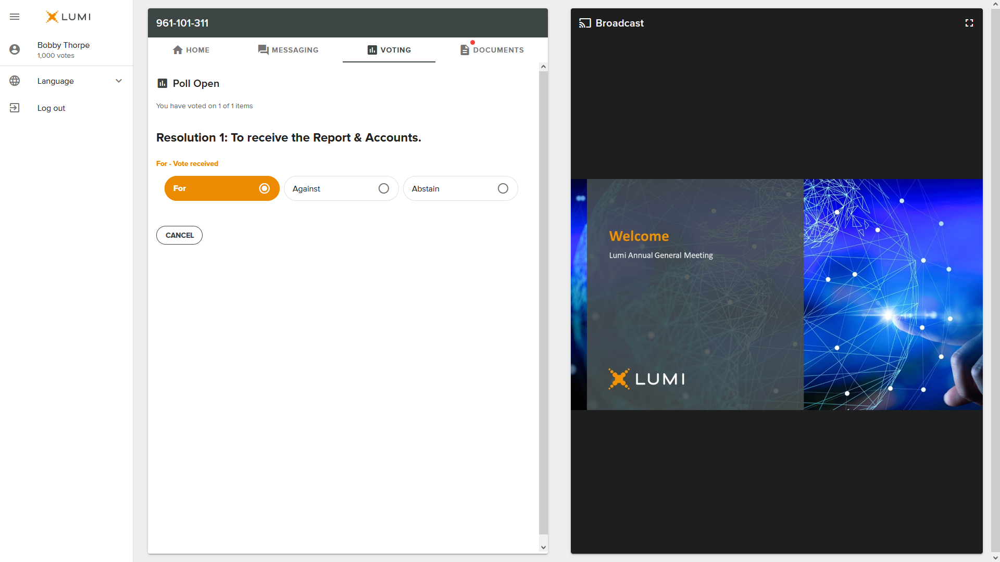 LUMI
Bobby Thorpe
1,000 votes
Language
Log out
961-101-311
HOME
MESSAGING
VOTING
DOCUMENTS
Poll Open
You have voted on 1 of 1 items
Resolution 1: To receive the Report & Accounts.
For - Vote received
For
Against
Abstain
CANCEL
Broadcast
Welcome
Lumi Annual General Meeting
LUMI